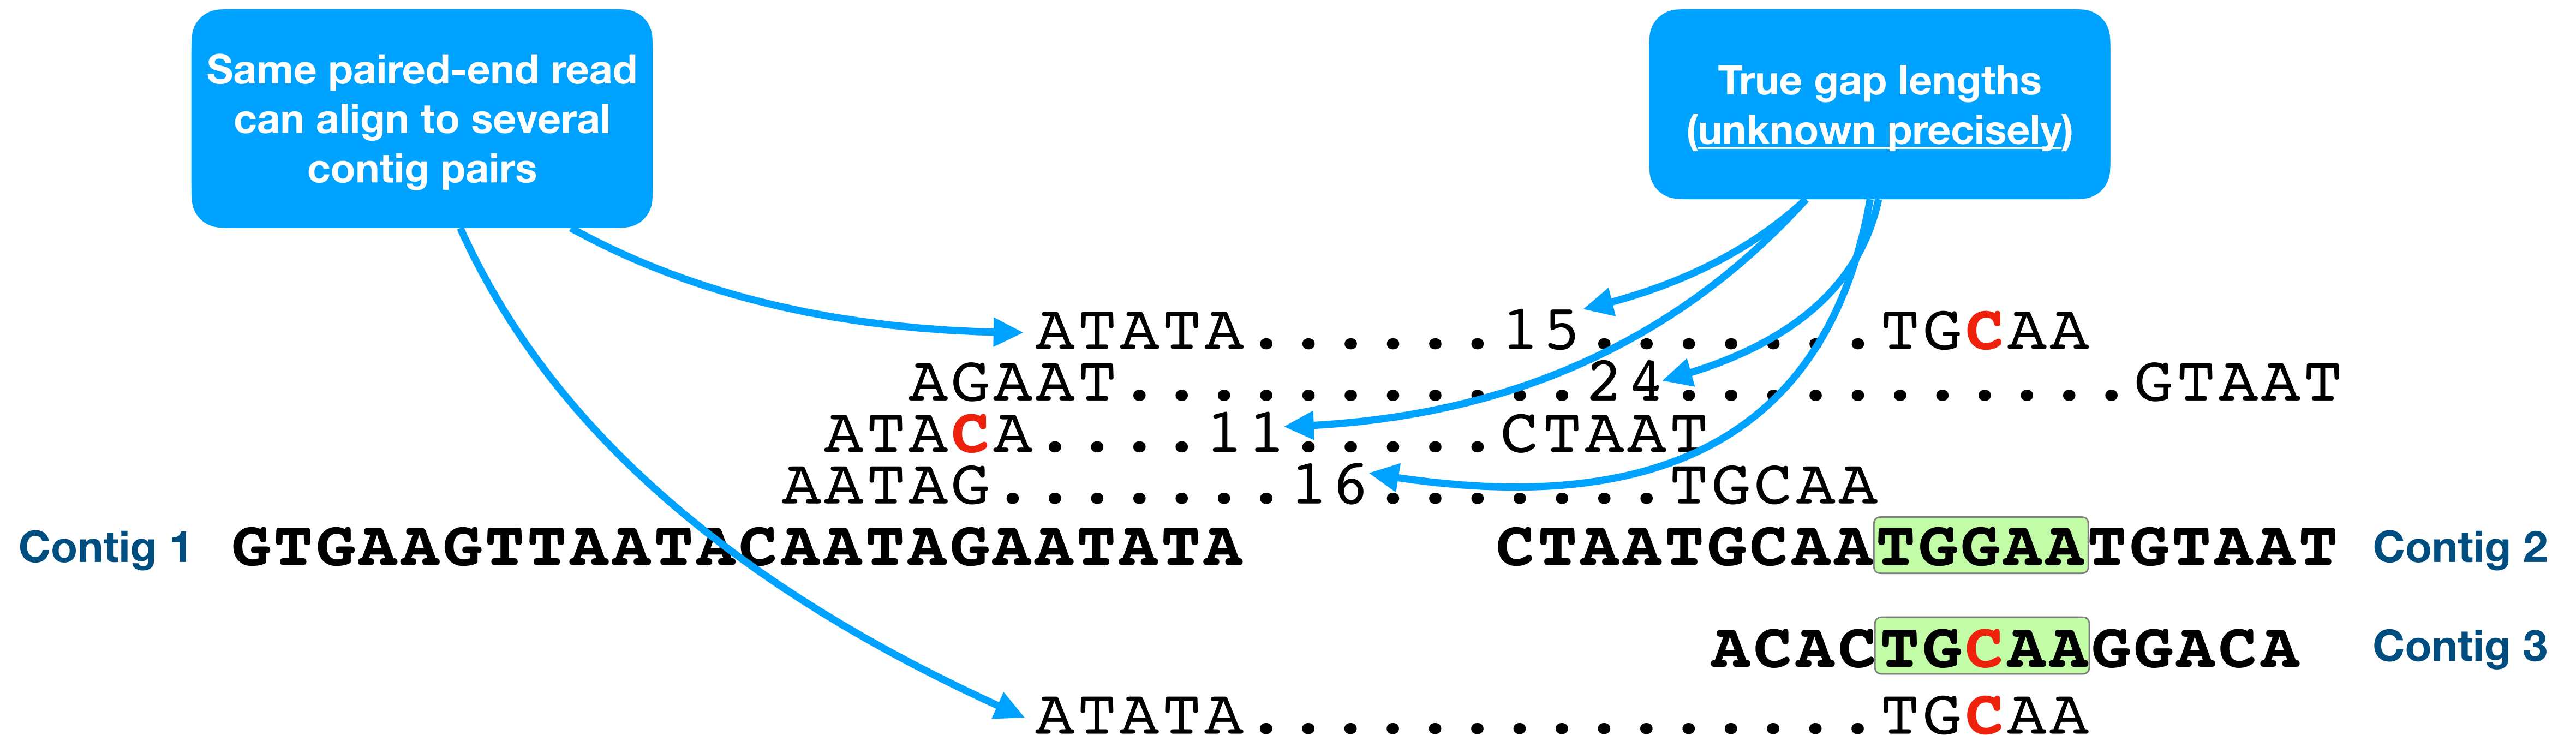 Same paired-end read
can align to several
contig pairs
True gap lengths
(unknown precisely)
ATATA......15.......TGCAA
AGAAT...........24...........GTAAT
ATACA....11.....CTAAT
AATAG.......16.......TGCAA
Contig 1 GTGAAGTTAATACAATAGAATATA CTAATGCAATGGAATGTAAT Contig 2
ACACTGCAAGGACA Contig 3
ATATA...............TGCAA